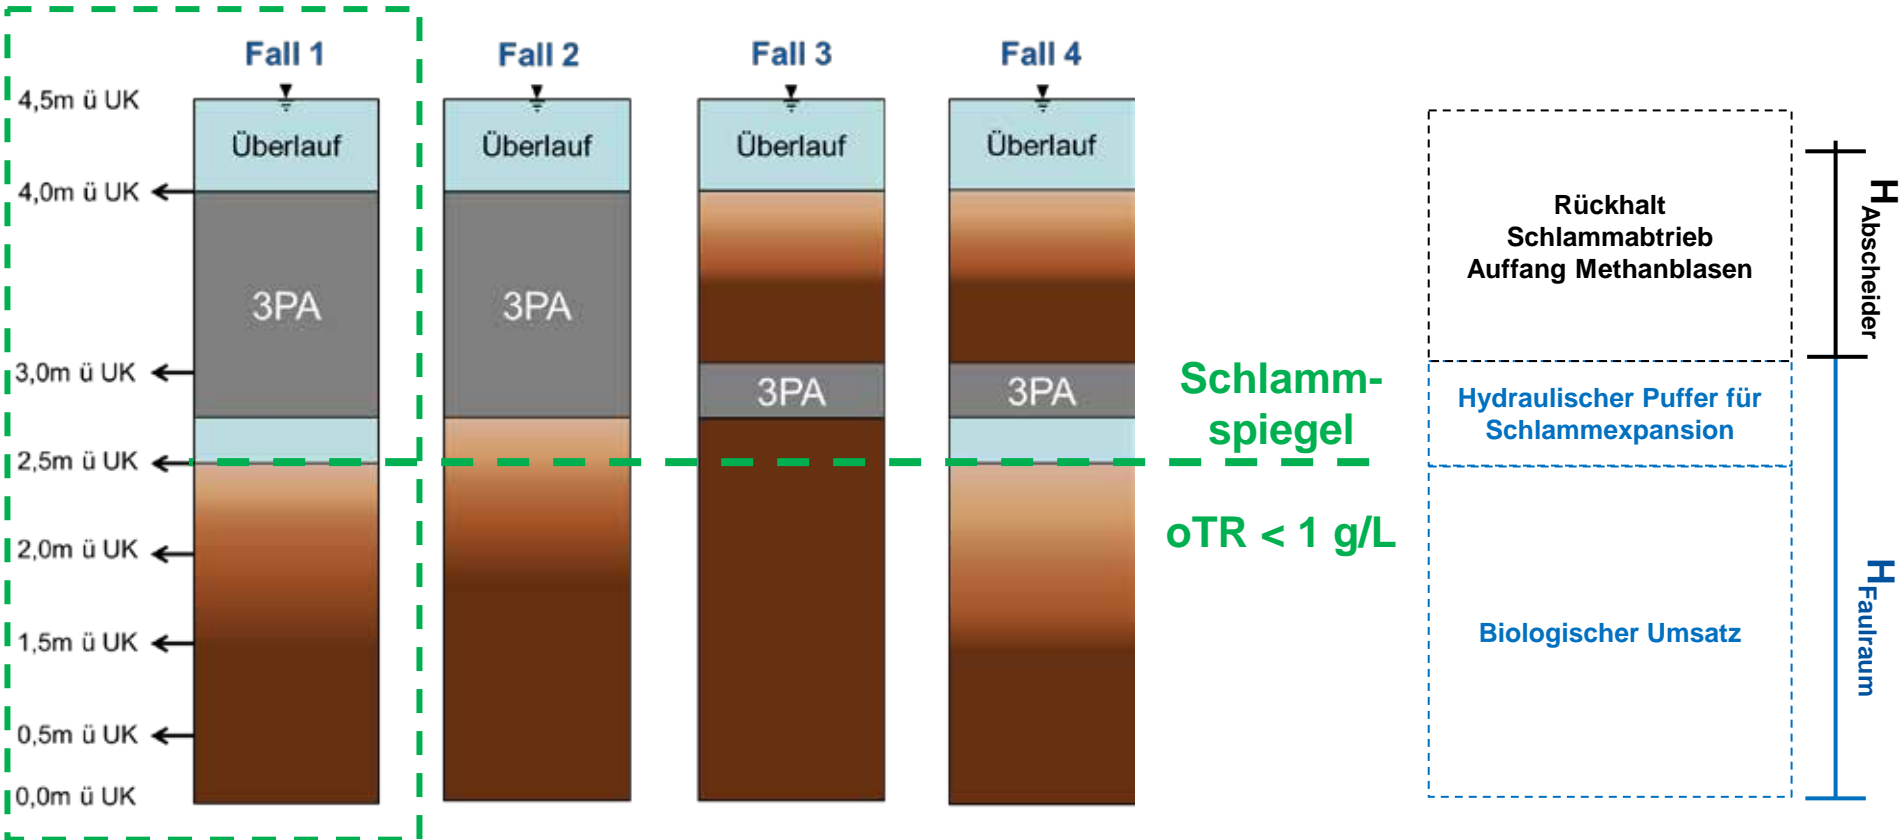 Fall 1
Fall 2
Fall 3
Fall 4
4,5m ü UK
4,0m ü UK
3,0m ü UK
2,5m ü UK
2,0m ü UK
1,5m ü UK
0,5m ü UK
0,0m ü UK
Überlauf
3PA
Überlauf
3PA
Überlauf
3PA
Überlauf
3PA
Schlamm-
spiegel
oTR < 1 g/L
Rückhalt
Schlammabtrieb
Auffang Methanblasen
Hydraulischer Puffer für
Schlammexpansion
Biologischer Umsatz
HAbscheider
HFaulraum